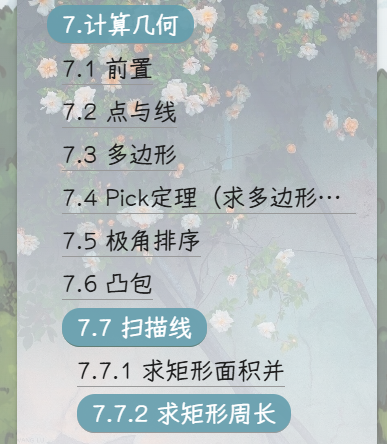 7.计算几何
7.1 前置
7.2 点与线
7.3 多边形
7.4 Pick定理（求多边形…
7.5 极角排序
7.6 凸包
7.7 扫描线
7.7.1 求矩形面积并
7.7.2 求矩形周长